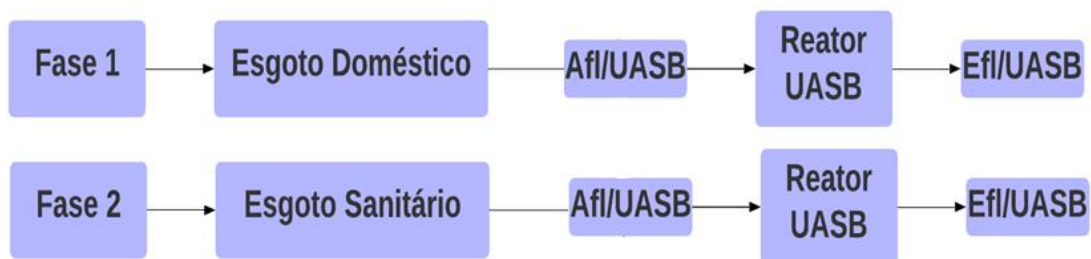 Fase 1
Esgoto Doméstico
Afl/UASB
Reator
UASB
Efl/UASB
Fase 2
Esgoto Sanitário
Afl/UASB
Reator
UASB
Efl/UASB